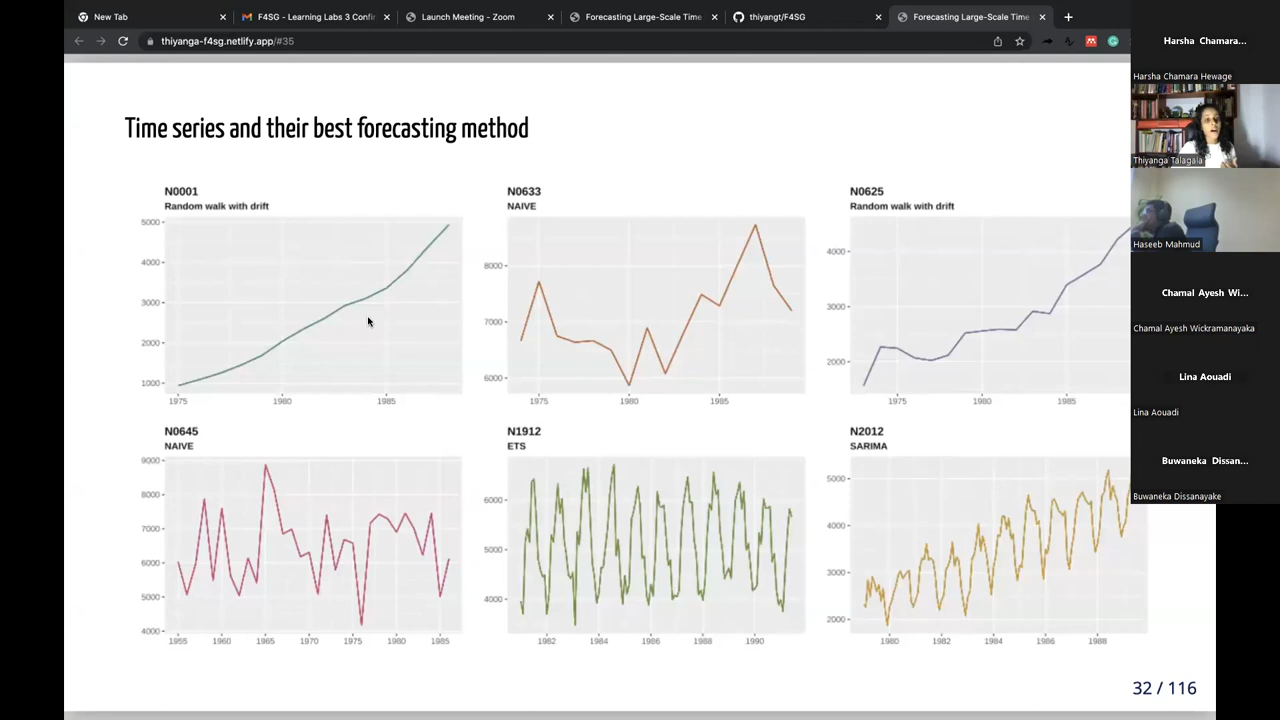 New Tab
F4SG - Learning Labs 3 Confir
Launch Meeting - Zoom
Forecasting Large-Scale Time
thiyangt/F4SG
Forecasting Large-Scale Time
thiyanga-f4sg.netlify.app/#35
Time series and their best forecasting method
N0001
Random walk with drift
5000
4000
3000
2000
1000
1975 1980 1985
N0633
NAIVE
8000
7000
6000
1975 1980 1985
N0625
Random walk with drift
4000
3000
2000
1975 1980 1985
N0645
NAIVE
9000
8000
7000
6000
5000
4000
1955 1960 1965 1970 1975 1980 1985
N1912
ETS
6000
5000
4000
1982 1984 1986 1988 1990
N2012
SARIMA
5000
4000
3000
2000
1980 1982 1984 1986 1988
32 / 116
Harsha Chamara...
Harsha Chamara Hewage
Thiyanga Talagala
Haseeb Mahmud
Chamal Ayesh Wi...
Chamal Ayesh Wickramanayaka
Lina Aouadi
Lina Aouadi
Buwaneka Dissan...
Buwaneka Dissanayake